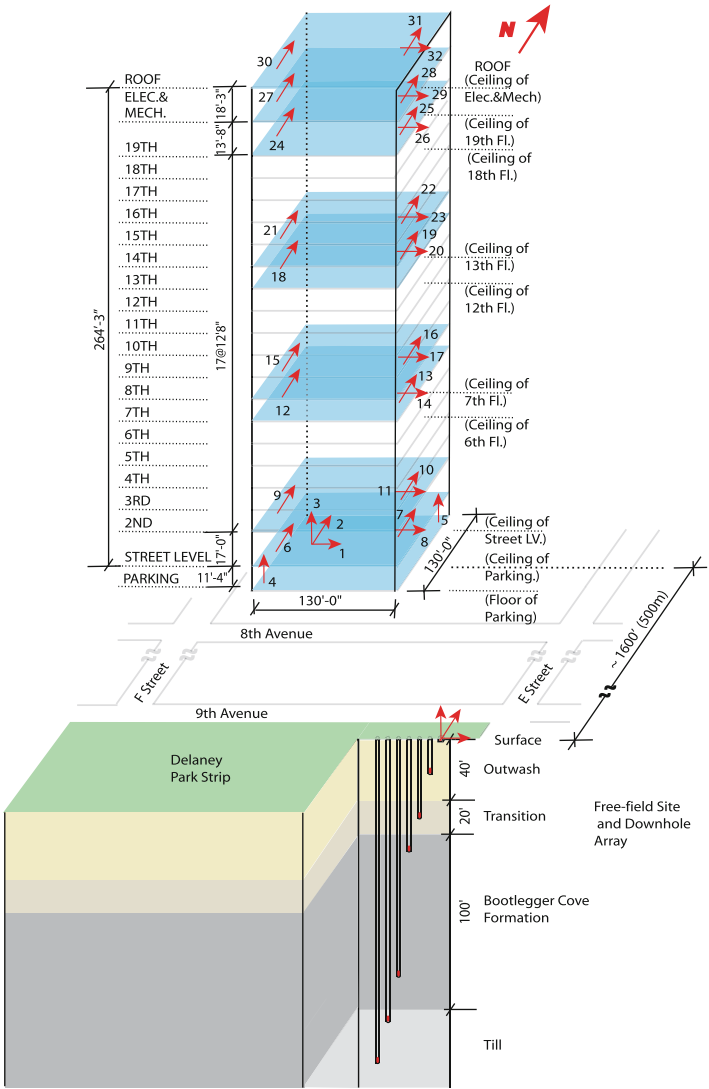 N
31
30
32
ROOF
ROOF
(Ceiling of
Elec.&Mech)
ELEC.&
MECH.
18'-3"
27
28
29
25
13'-8"
24
26
(Ceiling of
19th Fl.)
19TH
(Ceiling of
18th Fl.)
18TH
17TH
16TH
15TH
14TH
13TH
12TH
11TH
10TH
9TH
8TH
7TH
6TH
5TH
4TH
3RD
2ND
STREET LEVEL
PARKING
264'-3"
17@12'8"
17'-0"
11'-4"
22
21
23
19
20
18
(Ceiling of
13th Fl.)
(Ceiling of
12th Fl.)
16
15
17
13
14
12
(Ceiling of
7th Fl.)
(Ceiling of
6th Fl.)
10
9
11
3
2
1
7
5
6
8
4
(Ceiling of
Street LV.)
(Ceiling of
Parking.)
(Floor of
Parking)
130'-0"
130'-0"
8th Avenue
F Street
E Street
~ 1600' (500m)
9th Avenue
Delaney
Park Strip
Surface
40'
Outwash
20'
Transition
Free-field Site
and Downhole
Array
100'
Bootlegger Cove
Formation
Till